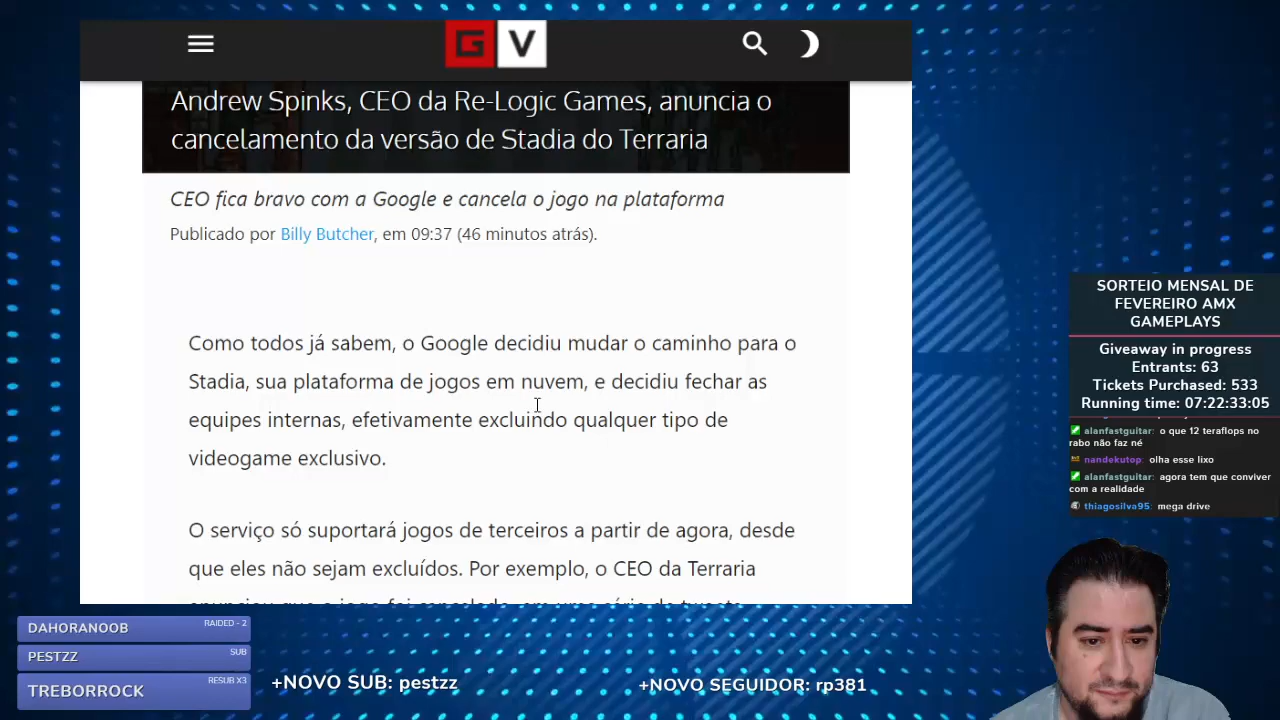 G V
Andrew Spinks, CEO da Re-Logic Games, anuncia o
cancelamento da versão de Stadia do Terraria
CEO fica bravo com a Google e cancela o jogo na plataforma
Publicado por Billy Butcher, em 09:37 (46 minutos atrás).
Como todos já sabem, o Google decidiu mudar o caminho para o
Stadia, sua plataforma de jogos em nuvem, e decidiu fechar as
equipes internas, efetivamente excluindo qualquer tipo de
videogame exclusivo.
O serviço só suportará jogos de terceiros a partir de agora, desde
que eles não sejam excluídos. Por exemplo, o CEO da Terraria
SORTEIO MENSAL DE
FEVEREIRO AMX
GAMEPLAYS
Giveaway in progress
Entrants: 63
Tickets Purchased: 533
Running time: 07:22:33:05
alanfastguitar: o que 12 teraflops no
rabo não faz né
nandekutop: olha esse lixo
alanfastguitar: agora tem que conviver
com a realidade
thiagosilva95: mega drive
DAHORANOOB RAIDED - 2
PESTZZ SUB
TREBORROCK RESUB X3
+NOVO SUB: pestzz
+NOVO SEGUIDOR: rp381